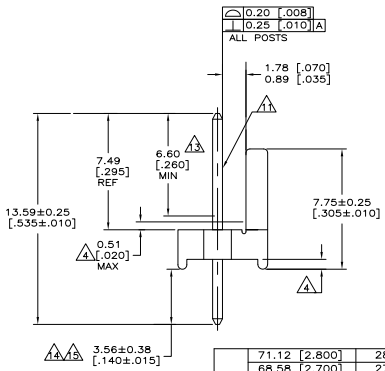 ⌓ 0.20 [.008]
⊥ 0.25 [.010] A
ALL POSTS
1.78 [.070]
0.89 [.035]
11
13
7.49
[.295]
REF
6.60
[.260]
MIN
13.59±0.25
[.535±.010]
7.75±0.25
[.305±.010]
4
0.51
[.020]
MAX
4
14 15
3.56±0.38
[.140±.015]
71.12 [2.800] 28
68.58 [2.700] 27